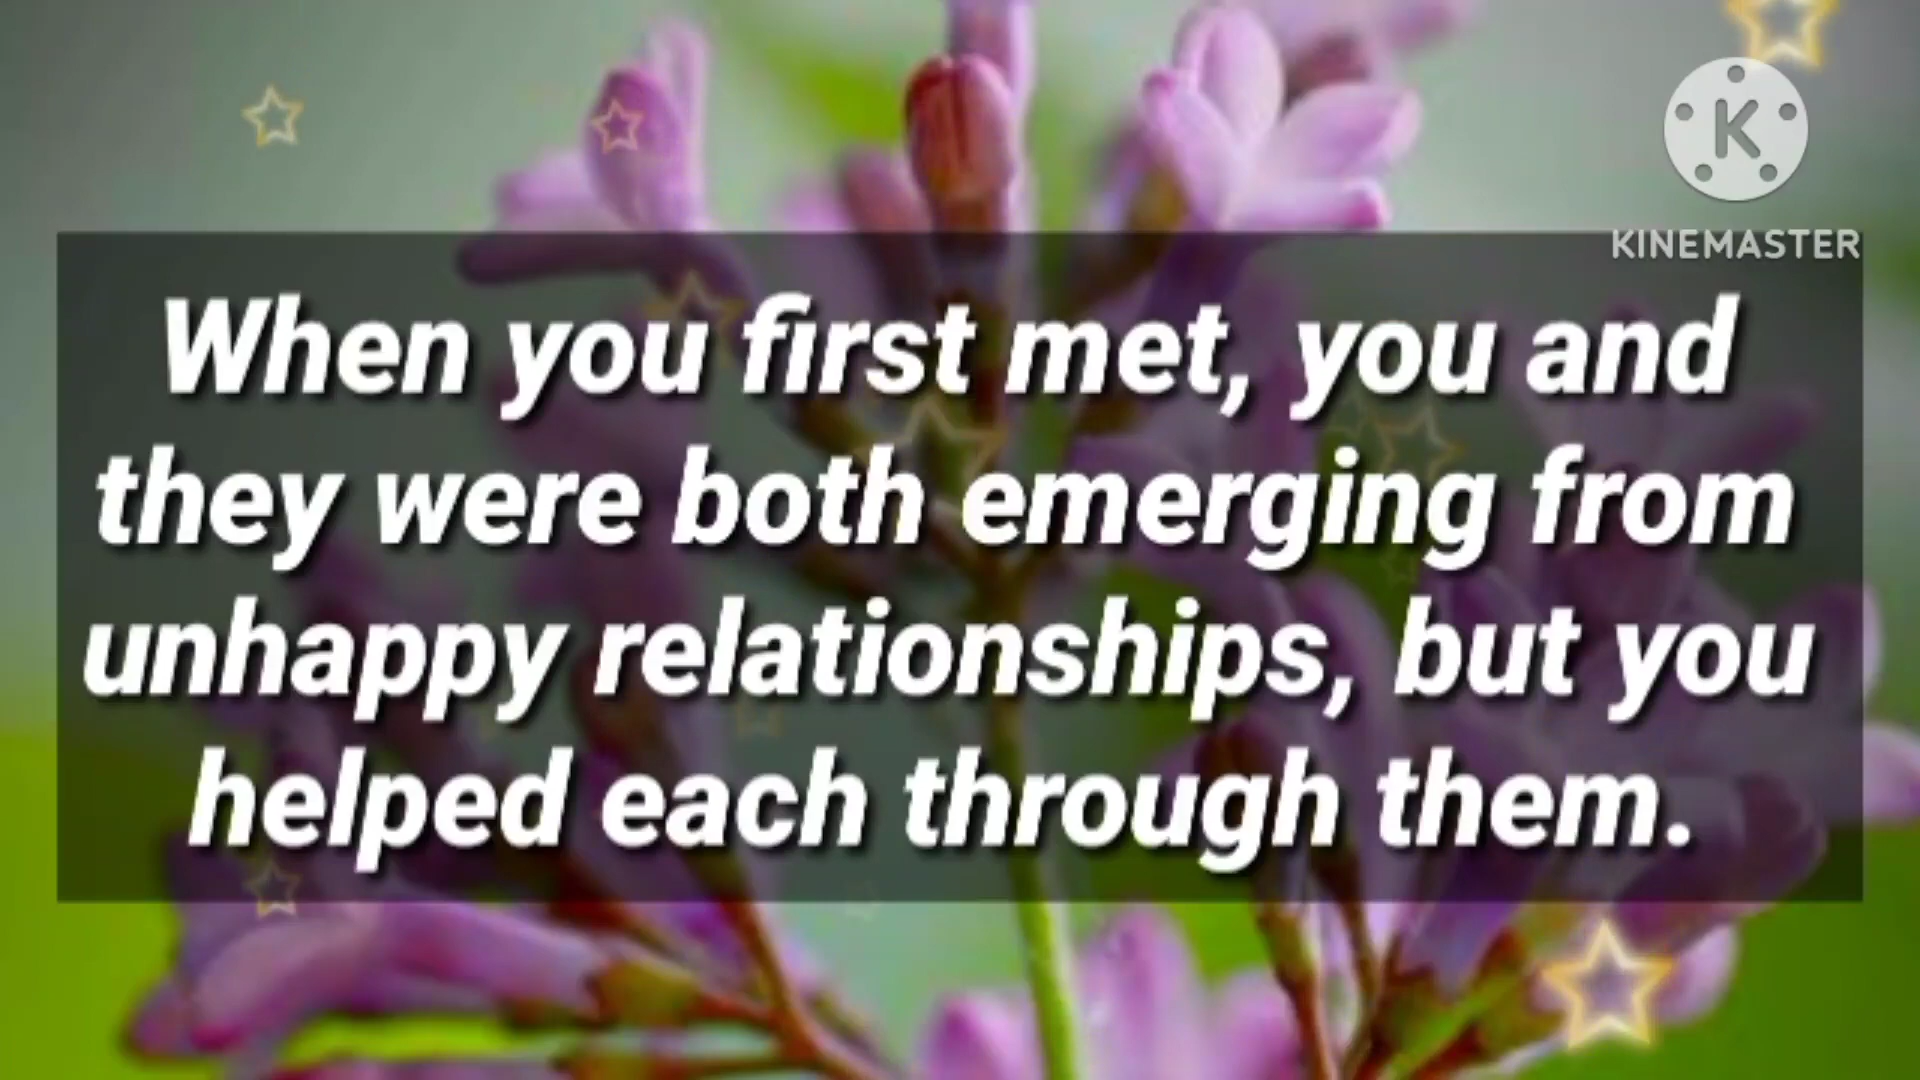 K
KINEMASTER
When you first met, you and
they were both emerging from
unhappy relationships, but you
helped each through them.